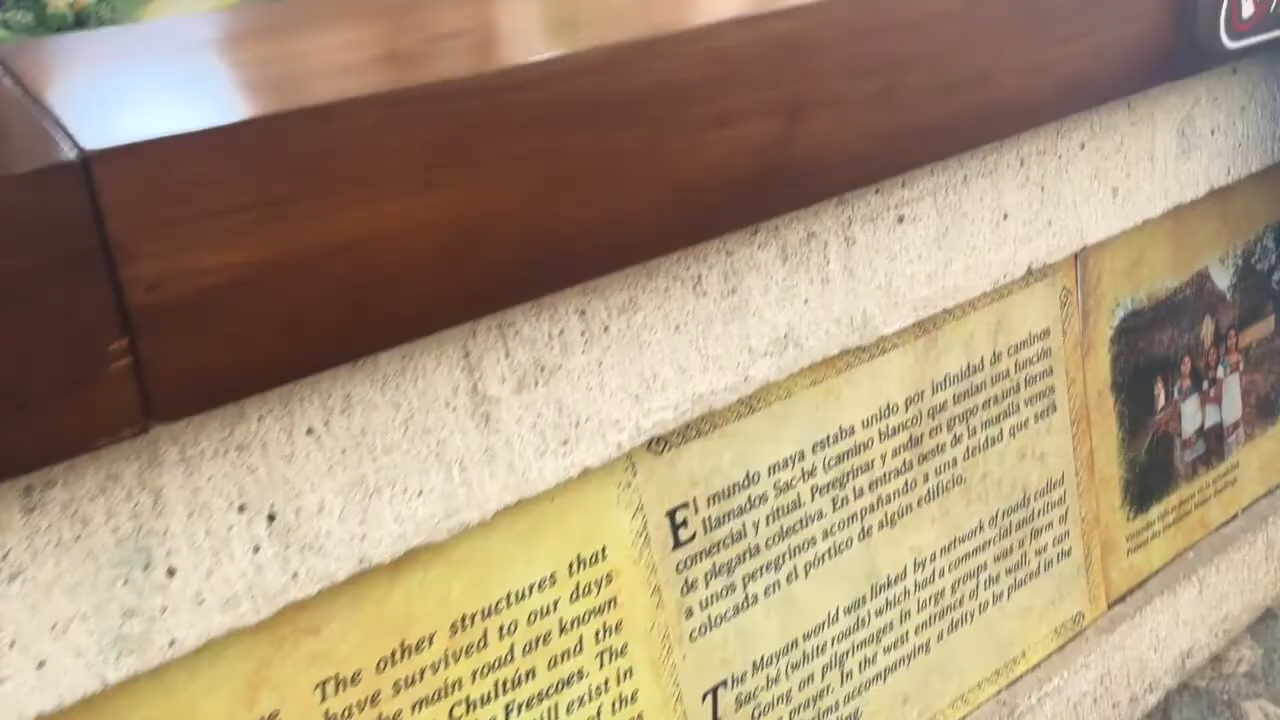 The other structures that
have survived to our days
main road are known
Chultún and the
Frescoes. The
exist in
of the
El mundo maya estaba unido por infinidad de caminos
llamados Sac-bé (camino blanco) que tenían una función
comercial y ritual. Peregrinar y andar en grupo era una forma
de plegaria colectiva. En la entrada oeste de la muralla vemos
a unos peregrinos acompañando a una deidad que será
colocada en el pórtico de algún edificio.
The Mayan world was linked by a network of roads called
Sac-bé (white roads) which had a commercial and ritual
Going on pilgrimages in large groups was a form of
prayer. In the west entrance of the wall, we can
accompanying a deity to be placed in the